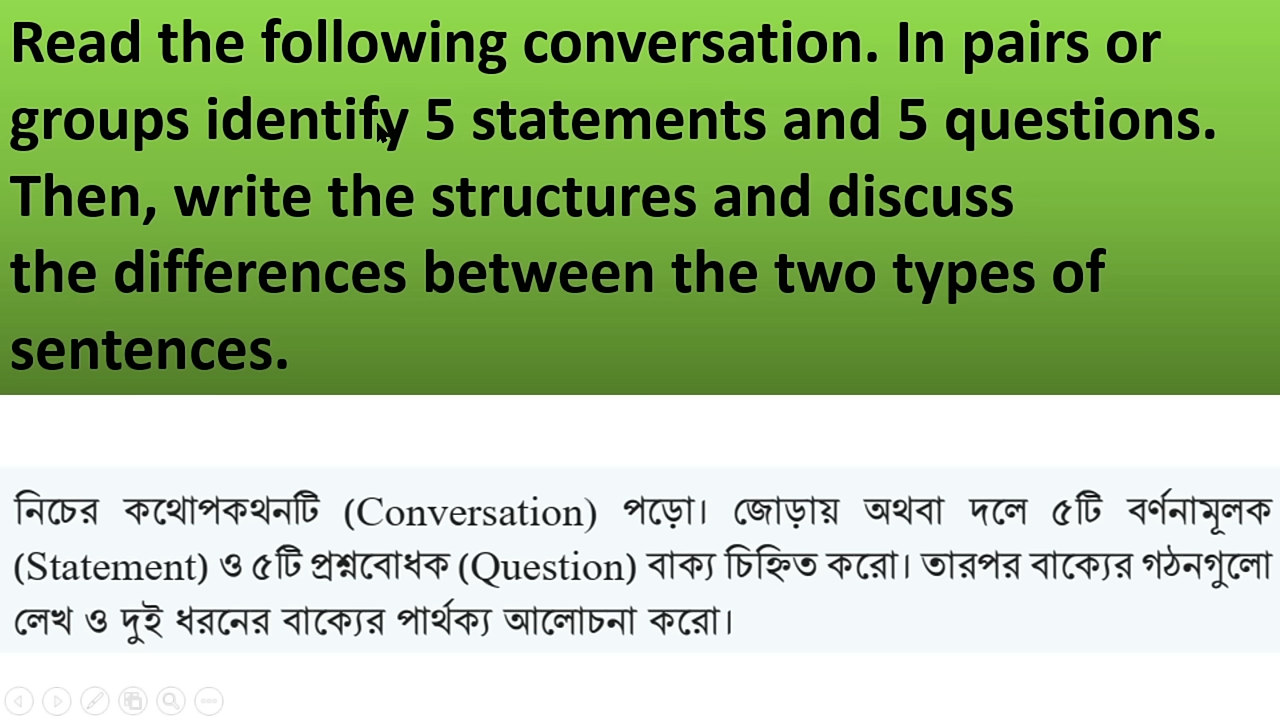 Read the following conversation. In pairs or
groups identify 5 statements and 5 questions.
Then, write the structures and discuss
the differences between the two types of
sentences.
নিচের কথোপকথনটি (Conversation) পড়ো। জোড়ায় অথবা দলে ৫টি বর্ণনামূলক
(Statement) ও ৫টি প্রশ্নবোধক (Question) বাক্য চিহ্নিত করো। তারপর বাক্যের গঠনগুলো
লেখ ও দুই ধরনের বাক্যের পার্থক্য আলোচনা করো।